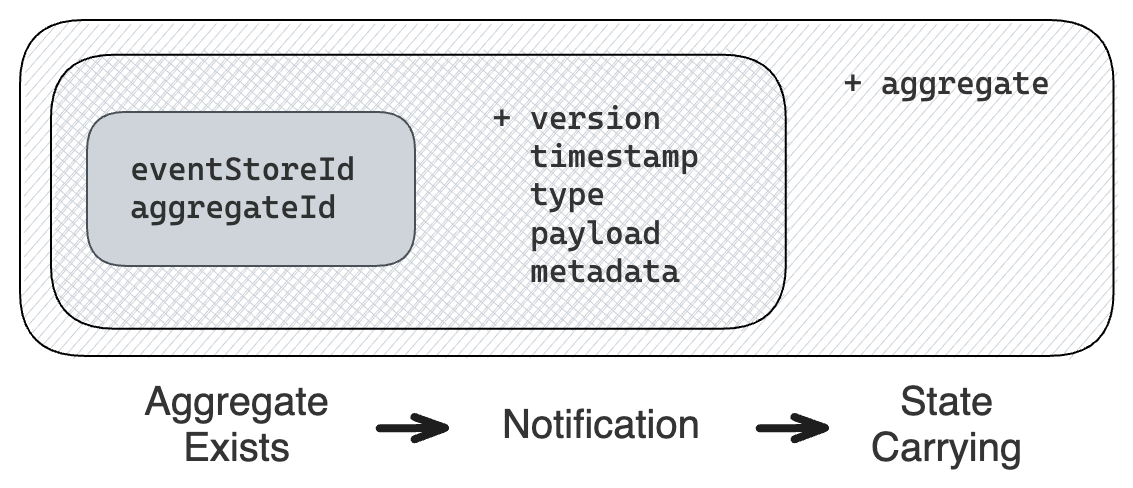 eventStoreId
aggregateId
+ version
timestamp
type
payload
metadata
+ aggregate
Aggregate
Exists
Notification
State
Carrying